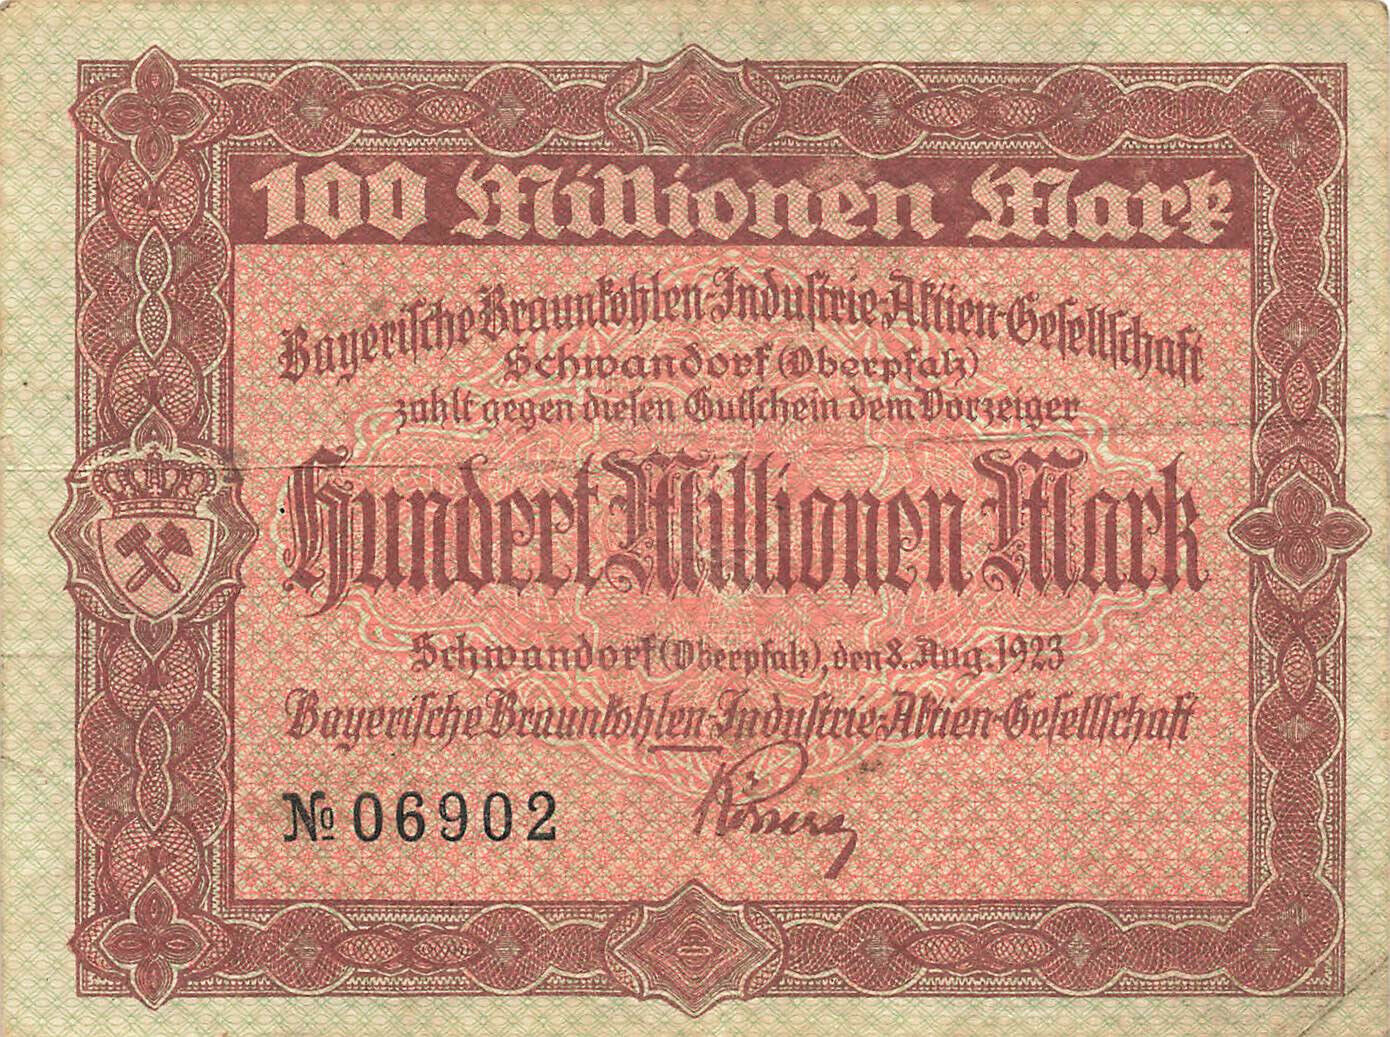 100 Millionen Mark
Bayerische Braunkohlen-Industrie-Aktien-Gesellschaft
Schwandorf (Oberpfalz)
zahlt gegen diesen Gutschein dem Vorzeiger
Hundert Millionen Mark
Schwandorf (Oberpfalz), den 8. Aug. 1923
Bayerische Braunkohlen-Industrie-Aktien-Gesellschaft
№ 06902